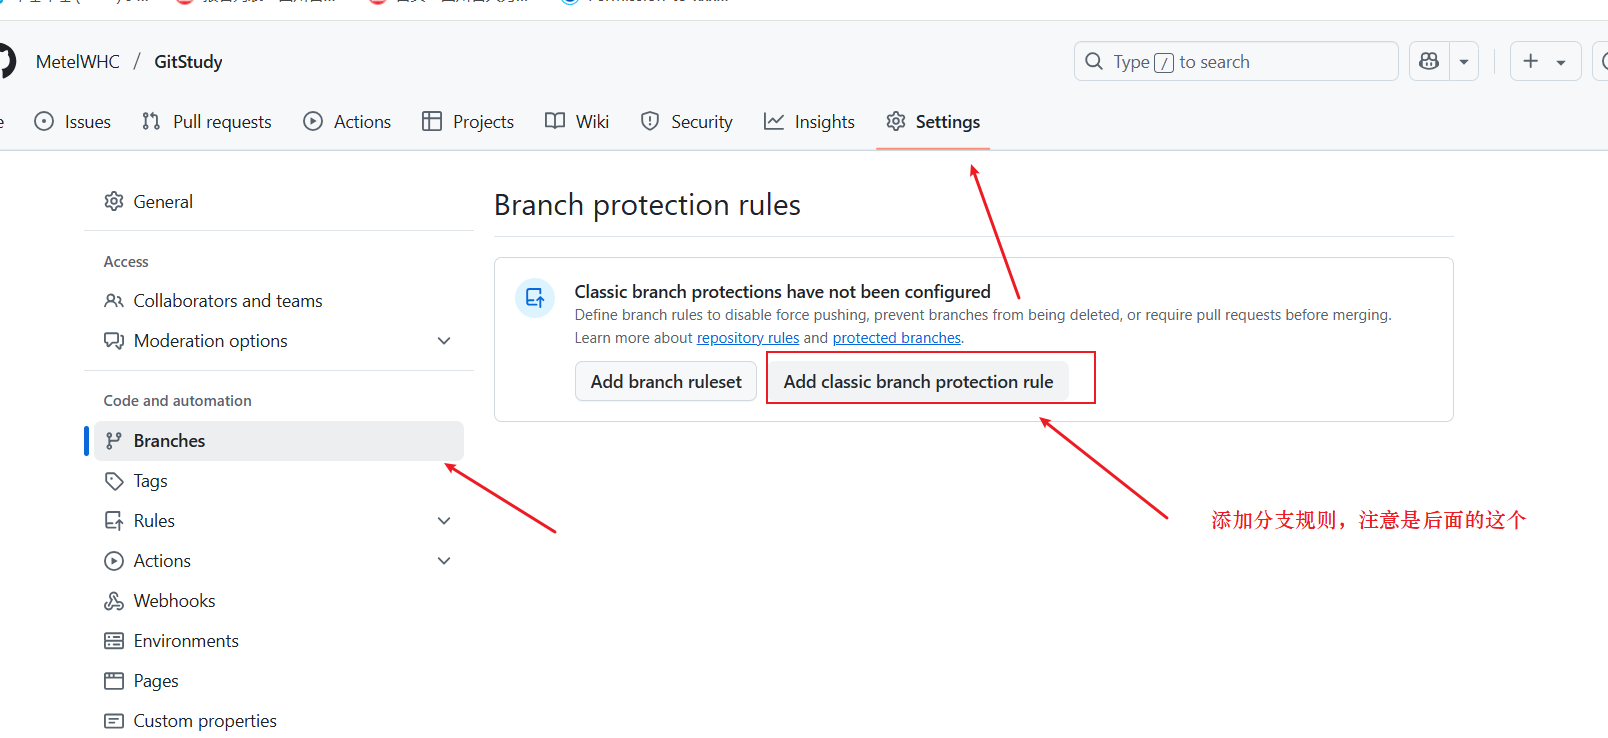 MetelWHC / GitStudy
Type / to search
Issues
Pull requests
Actions
Projects
Wiki
Security
Insights
Settings
General
Access
Collaborators and teams
Moderation options
Code and automation
Branches
Tags
Rules
Actions
Webhooks
Environments
Pages
Custom properties
Branch protection rules
Classic branch protections have not been configured
Define branch rules to disable force pushing, prevent branches from being deleted, or require pull requests before merging.
Learn more about repository rules and protected branches.
Add branch ruleset
Add classic branch protection rule
添加分支规则，注意是后面的这个